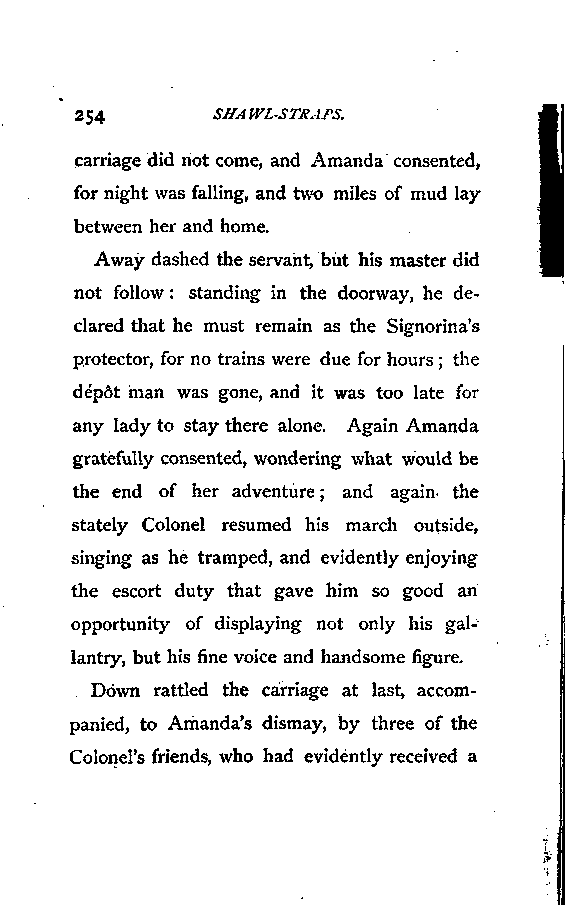 254 SHAWL-STRAPS.
carriage did not come, and Amanda consented,
for night was falling, and two miles of mud lay
between her and home.
Away dashed the servant, but his master did
not follow: standing in the doorway, he de-
clared that he must remain as the Signorina's
protector, for no trains were due for hours; the
dépôt man was gone, and it was too late for
any lady to stay there alone. Again Amanda
gratefully consented, wondering what would be
the end of her adventure; and again the
stately Colonel resumed his march outside,
singing as he tramped, and evidently enjoying
the escort duty that gave him so good an
opportunity of displaying not only his gal-
lantry, but his fine voice and handsome figure.
Down rattled the carriage at last, accom-
panied, to Amanda's dismay, by three of the
Colonel's friends, who had evidently received a